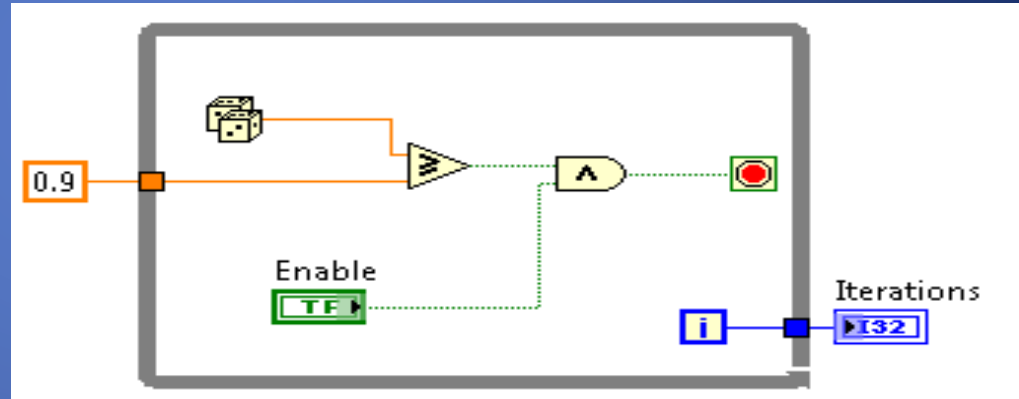 0.9
≥
∧
Enable
TF
i
Iterations
I32